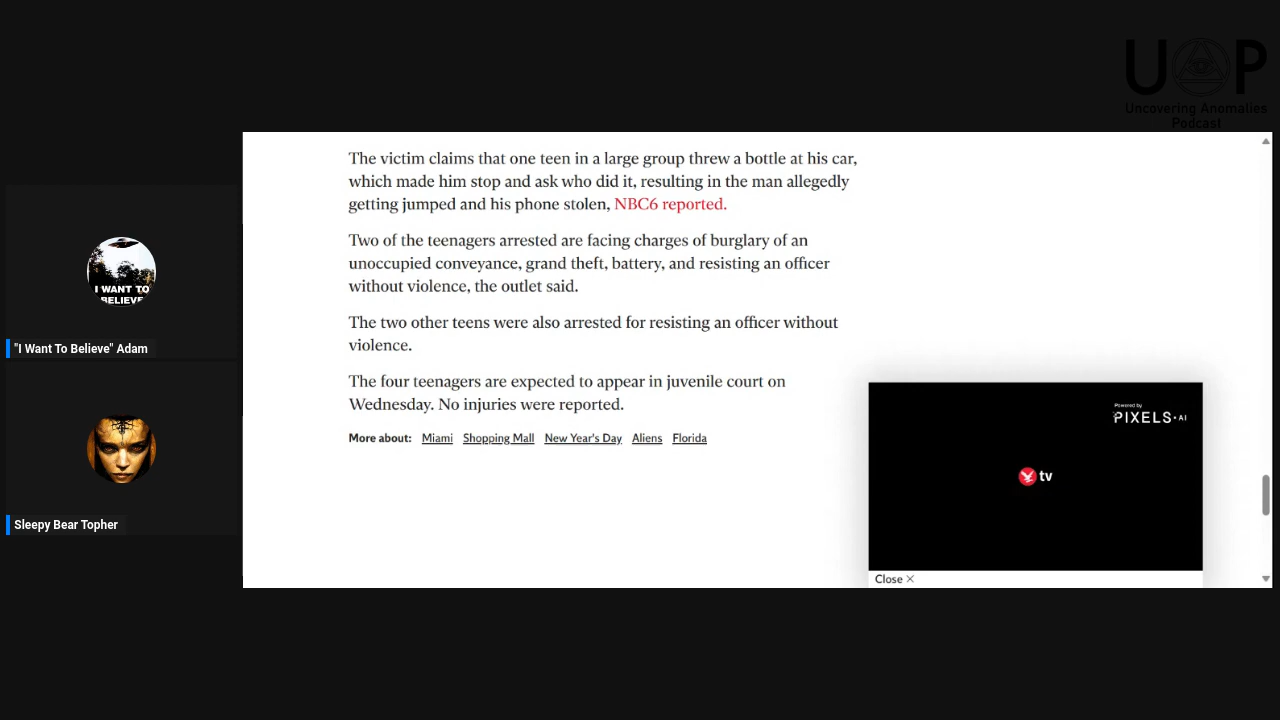 UAP
Uncovering Anomalies
Podcast
The victim claims that one teen in a large group threw a bottle at his car,
which made him stop and ask who did it, resulting in the man allegedly
getting jumped and his phone stolen, NBC6 reported.
Two of the teenagers arrested are facing charges of burglary of an
unoccupied conveyance, grand theft, battery, and resisting an officer
without violence, the outlet said.
The two other teens were also arrested for resisting an officer without
violence.
The four teenagers are expected to appear in juvenile court on
Wednesday. No injuries were reported.
More about: Miami Shopping Mall New Year's Day Aliens Florida
I WANT TO
BELIEVE
"I Want To Believe" Adam
Sleepy Bear Topher
Powered by
PIXELS.AI
tv
Close ×